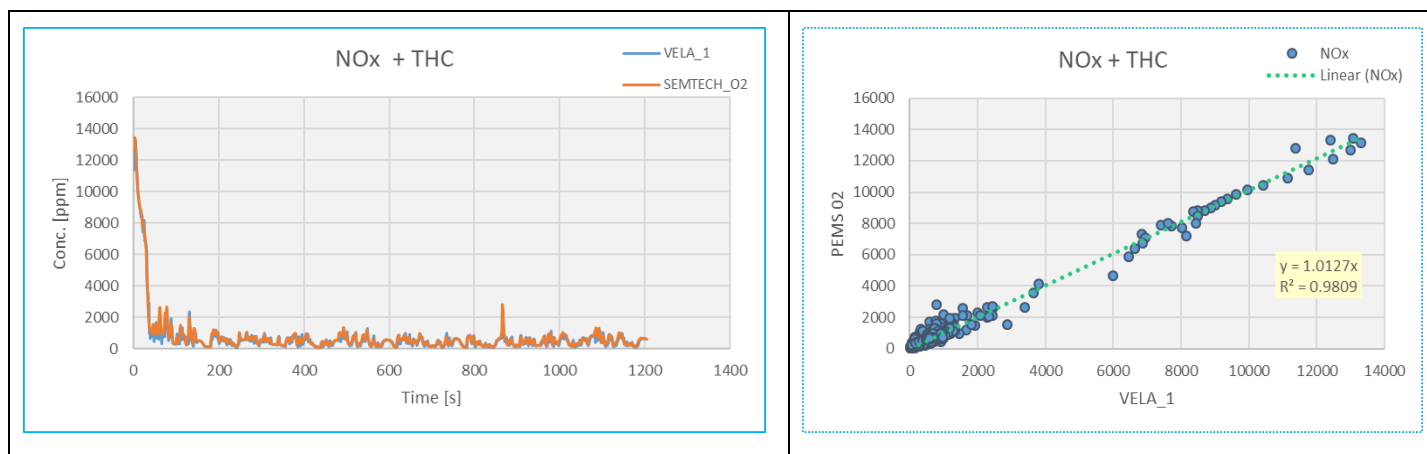 NOx + THC
VELA_1
SEMTECH_O2
16000
14000
12000
10000
8000
6000
4000
2000
0
Conc. [ppm]
0 200 400 600 800 1000 1200 1400
Time [s]
NOx + THC
NOx
Linear (NOx)
16000
14000
12000
10000
8000
6000
4000
2000
0
PEMS 02
y = 1.0127x
R² = 0.9809
0 2000 4000 6000 8000 10000 12000 14000
VELA_1